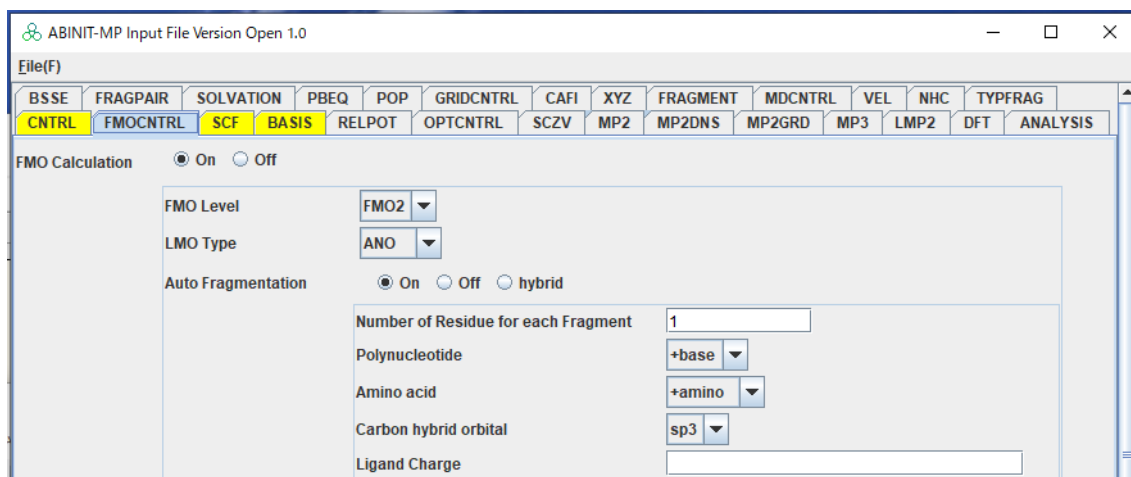 ABINIT-MP Input File Version Open 1.0
File(F)
BSSE FRAGPAIR SOLVATION PBEQ POP GRIDCNTRL CAFI XYZ FRAGMENT MDCNTRL VEL NHC TYPFRAG
CNTRL FMOCNTRL SCF BASIS RELPOT OPTCNTRL SCZV MP2 MP2DNS MP2GRD MP3 LMP2 DFT ANALYSIS
FMO Calculation On Off
FMO Level FMO2
LMO Type ANO
Auto Fragmentation On Off hybrid
Number of Residue for each Fragment 1
Polynucleotide +base
Amino acid +amino
Carbon hybrid orbital sp3
Ligand Charge